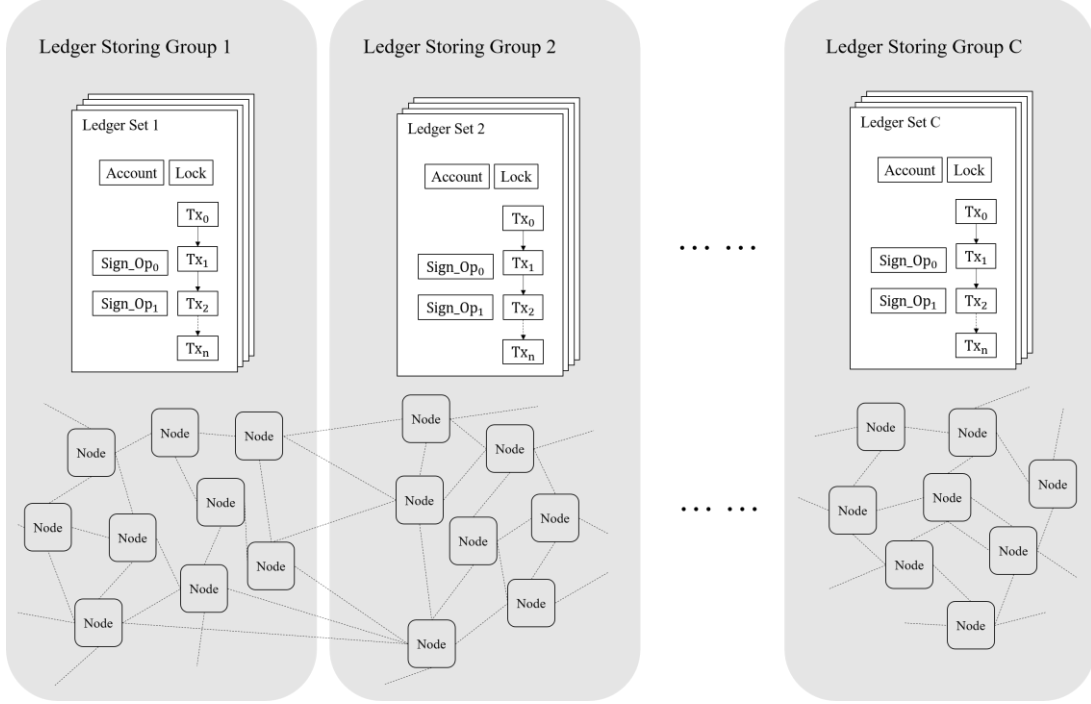 Ledger Storing Group 1
Ledger Set 1
Account
Lock
Tx₀
Sign_Op₀
Tx₁
Sign_Op₁
Tx₂
Txₙ
Node
Node
Node
Node
Node
Node
Node
Node
Node
Ledger Storing Group 2
Ledger Set 2
Account
Lock
Tx₀
Sign_Op₀
Tx₁
Sign_Op₁
Tx₂
Txₙ
Node
Node
Node
Node
Node
Node
Node
... ...
... ...
Ledger Storing Group C
Ledger Set C
Account
Lock
Tx₀
Sign_Op₀
Tx₁
Sign_Op₁
Tx₂
Txₙ
Node
Node
Node
Node
Node
Node
Node
Node